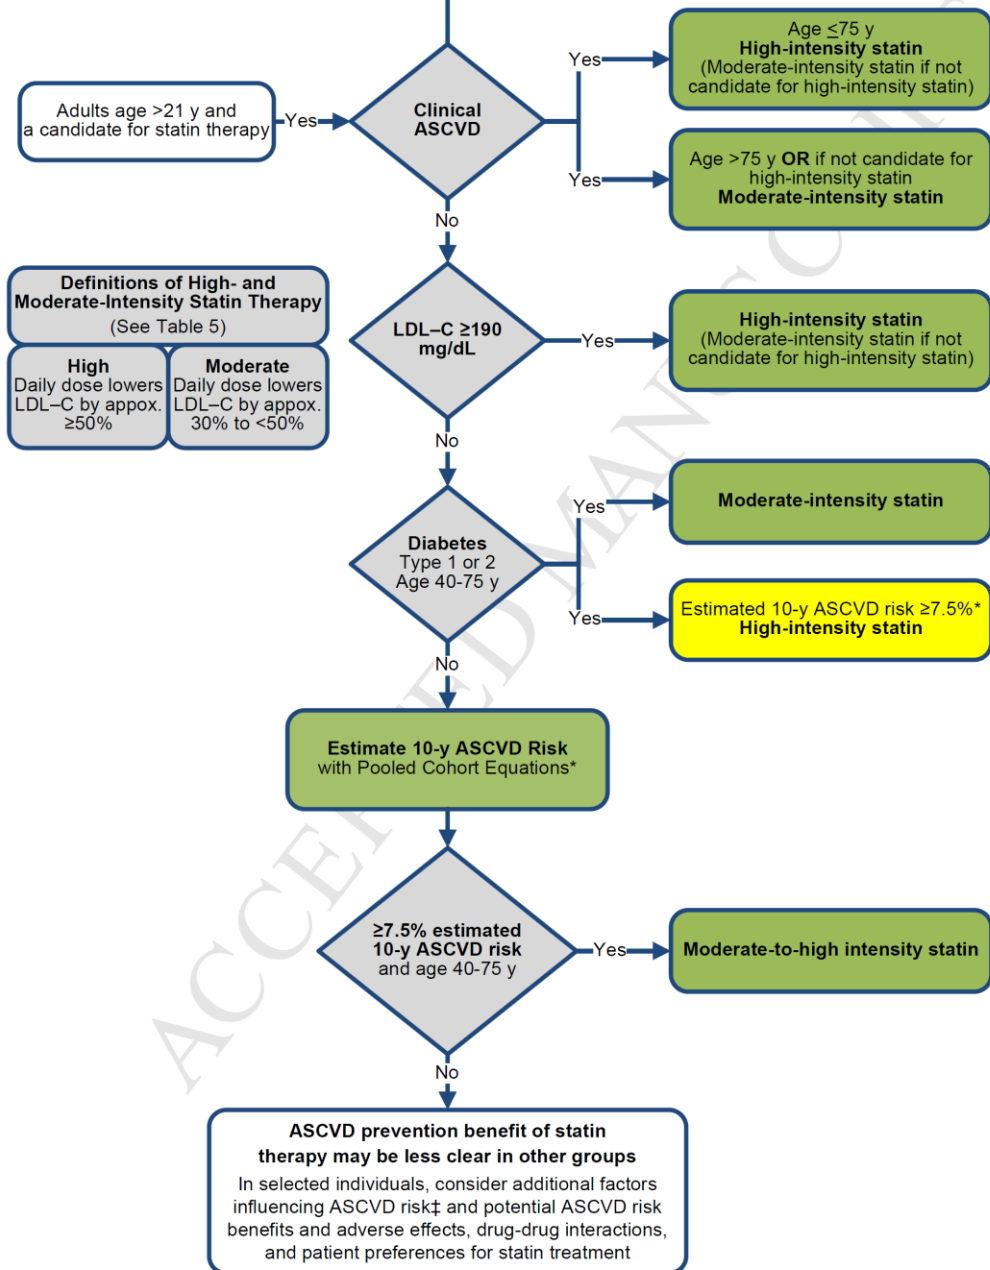 Age ≤75 y
High-intensity statin
(Moderate-intensity statin if not
candidate for high-intensity statin)
Yes
Adults age >21 y and
a candidate for statin therapy
Yes
Clinical
ASCVD
Yes
Age >75 y OR if not candidate for
high-intensity statin
Moderate-intensity statin
No
Definitions of High- and
Moderate-Intensity Statin Therapy
(See Table 5)
High
Daily dose lowers
LDL–C by appox.
≥50%
Moderate
Daily dose lowers
LDL–C by appox.
30% to <50%
LDL–C ≥190
mg/dL
Yes
High-intensity statin
(Moderate-intensity statin if not
candidate for high-intensity statin)
No
Diabetes
Type 1 or 2
Age 40-75 y
Yes
Moderate-intensity statin
Yes
Estimated 10-y ASCVD risk ≥7.5%*
High-intensity statin
No
Estimate 10-y ASCVD Risk
with Pooled Cohort Equations*
≥7.5% estimated
10-y ASCVD risk
and age 40-75 y
Yes
Moderate-to-high intensity statin
No
ASCVD prevention benefit of statin
therapy may be less clear in other groups
In selected individuals, consider additional factors
influencing ASCVD risk‡ and potential ASCVD risk
benefits and adverse effects, drug-drug interactions,
and patient preferences for statin treatment